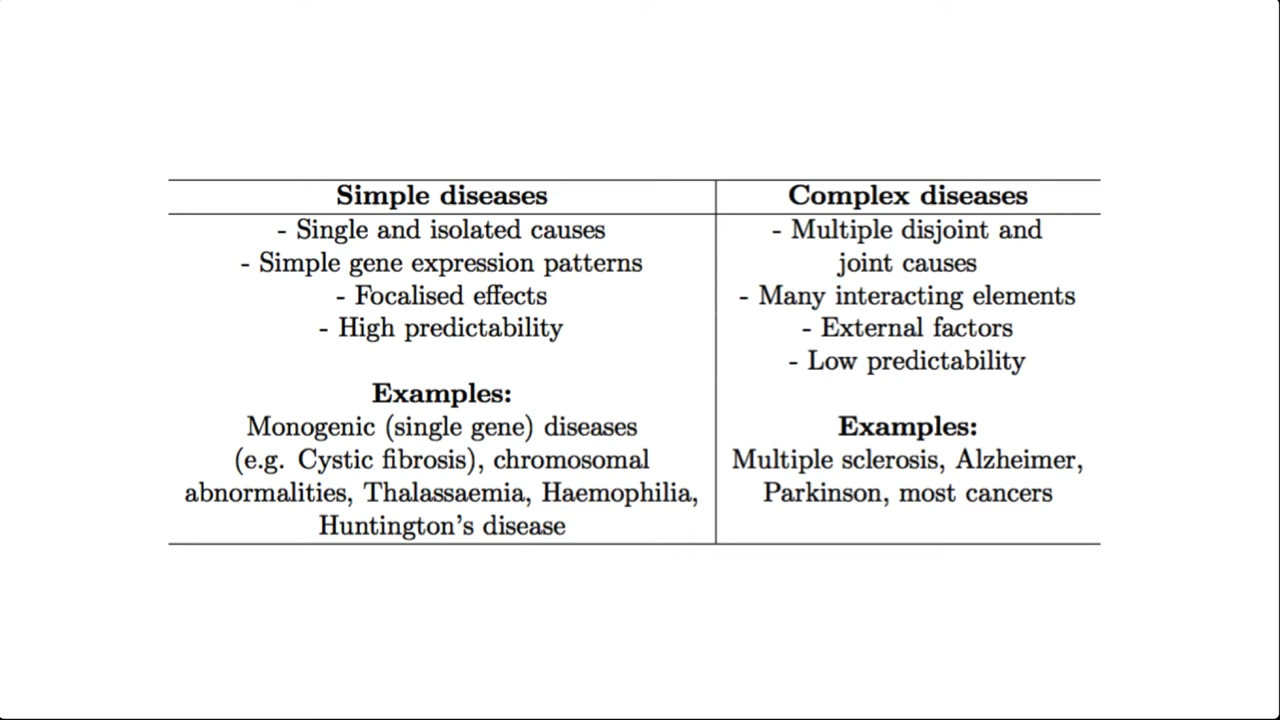 Simple diseases
- Single and isolated causes
- Simple gene expression patterns
- Focalised effects
- High predictability
Examples:
Monogenic (single gene) diseases
(e.g. Cystic fibrosis), chromosomal
abnormalities, Thalassaemia, Haemophilia,
Huntington's disease
Complex diseases
- Multiple disjoint and
joint causes
- Many interacting elements
- External factors
- Low predictability
Examples:
Multiple sclerosis, Alzheimer,
Parkinson, most cancers